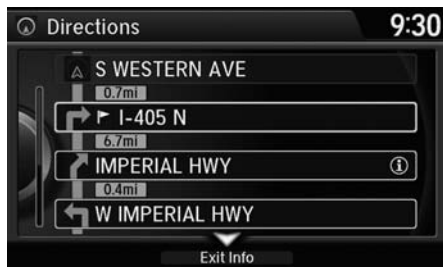 Directions
9:30
S WESTERN AVE
0.7mi
I-405 N
6.7mi
IMPERIAL HWY
0.4mi
W IMPERIAL HWY
Exit Info